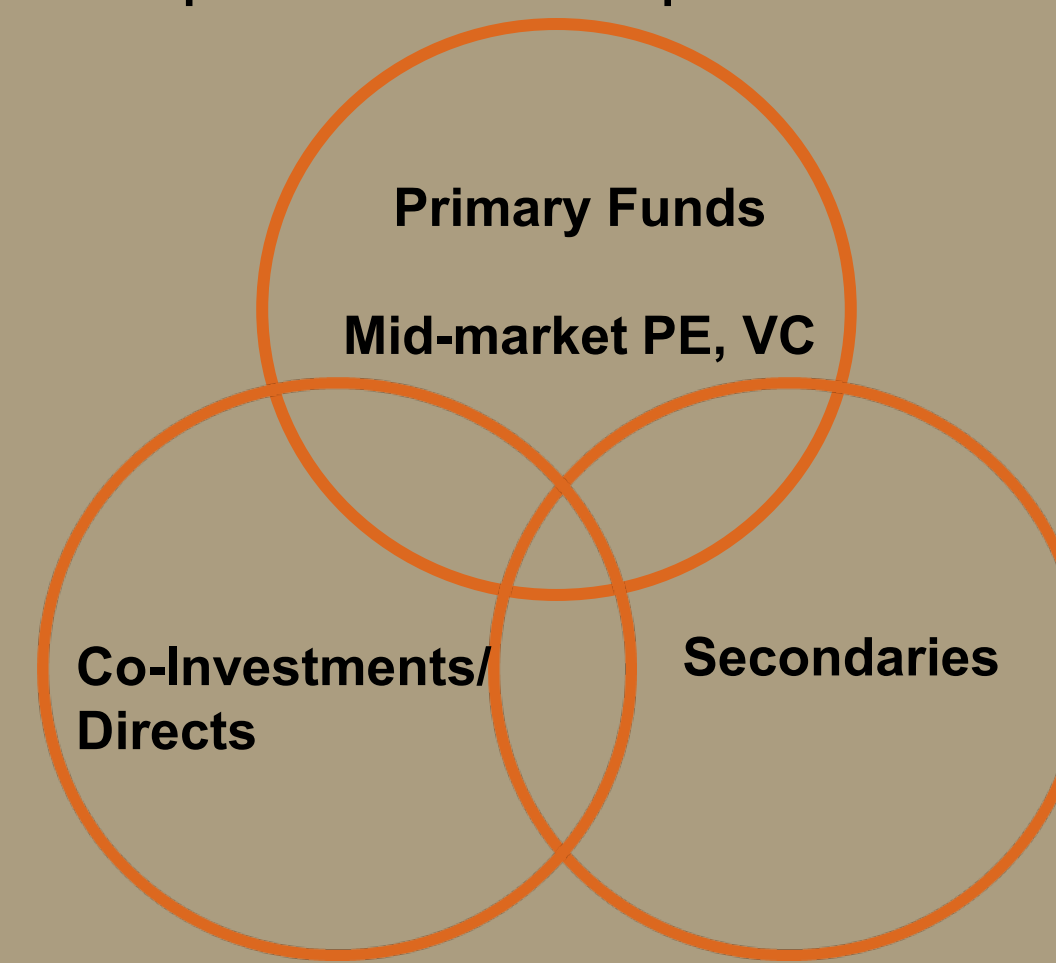 Primary Funds
Mid-market PE, VC
Co-Investments/
Directs
Secondaries